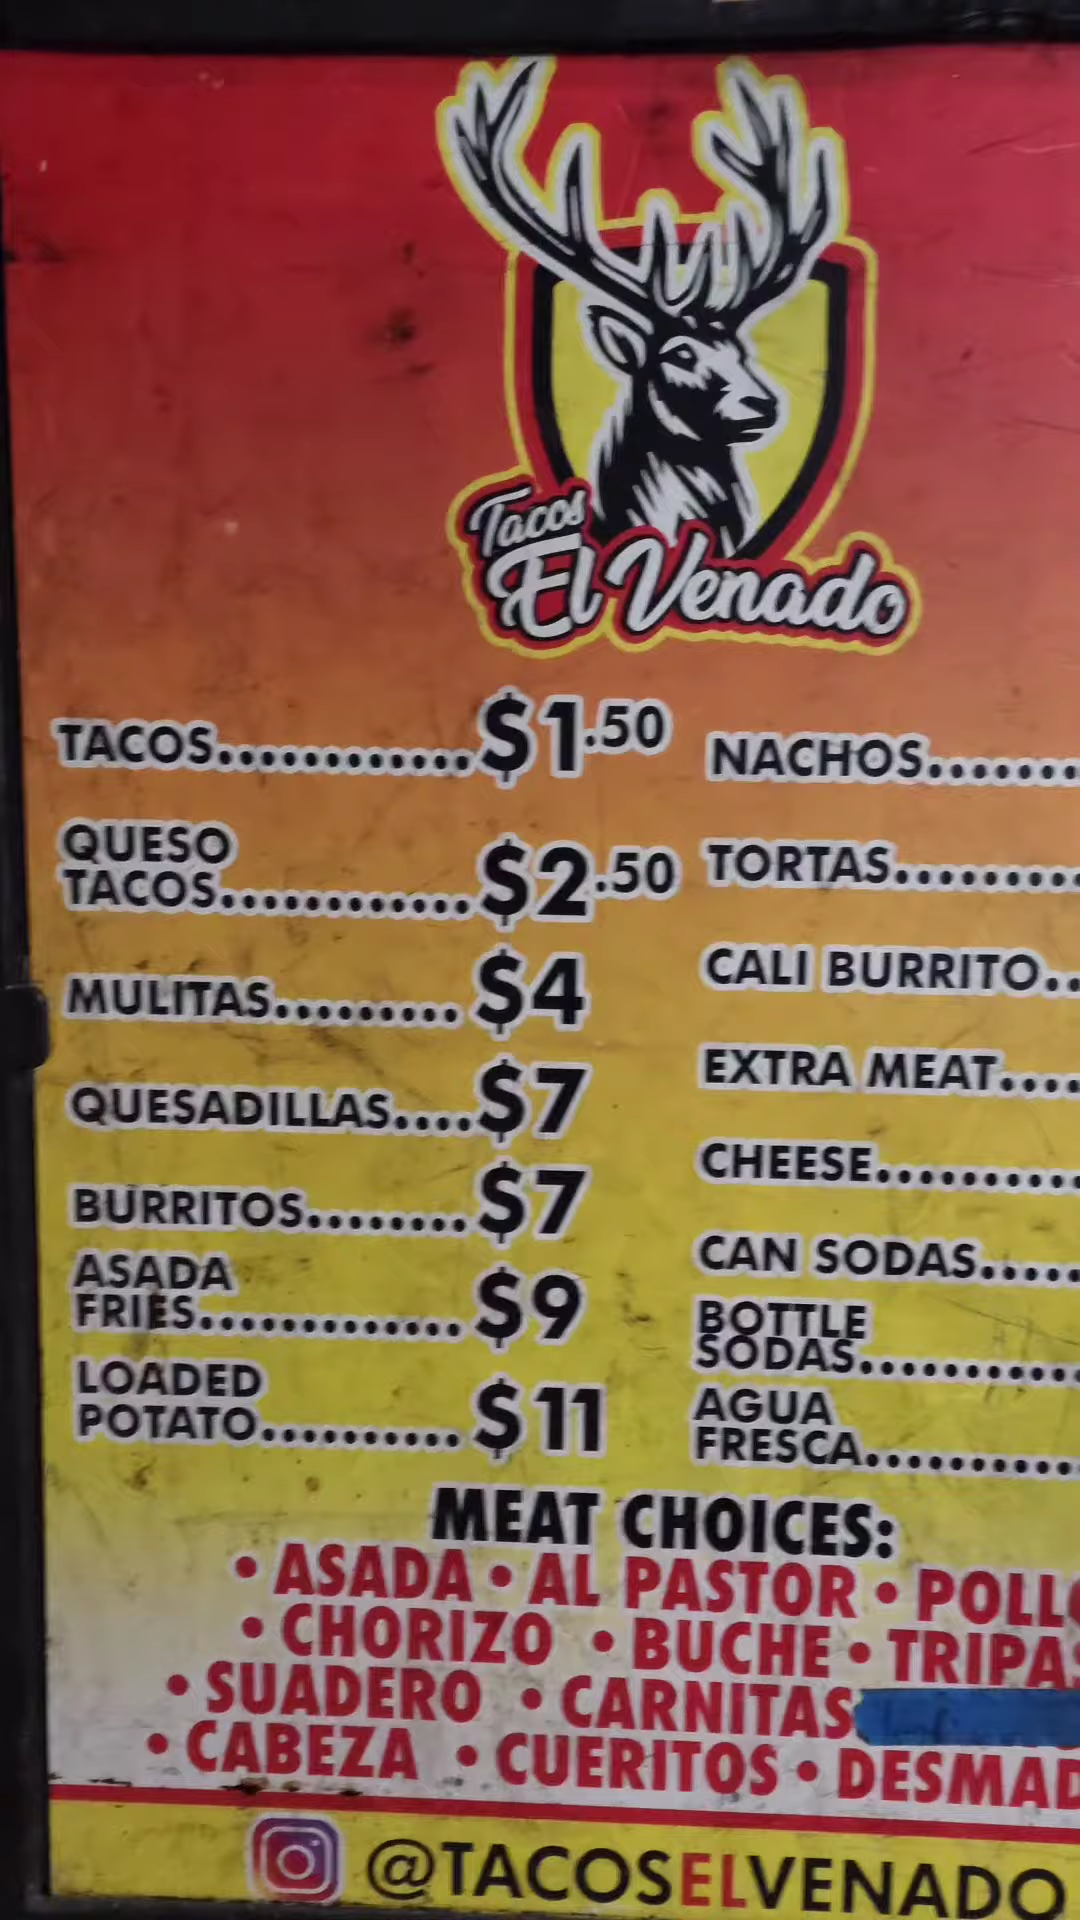 Tacos
El Venado
TACOS............$1.50
QUESO
TACOS............$2.50
MULITAS.........$4
QUESADILLAS....$7
BURRITOS........$7
ASADA
FRIES.............$9
LOADED
POTATO..........$11
NACHOS.......
TORTAS.........
CALI BURRITO..
EXTRA MEAT....
CHEESE..........
CAN SODAS.....
BOTTLE
SODAS...........
AGUA
FRESCA...........
MEAT CHOICES:
• ASADA • AL PASTOR • POLLO
• CHORIZO • BUCHE • TRIPAS
• SUADERO • CARNITAS
• CABEZA • CUERITOS • DESMAD
@TACOSELVENADO